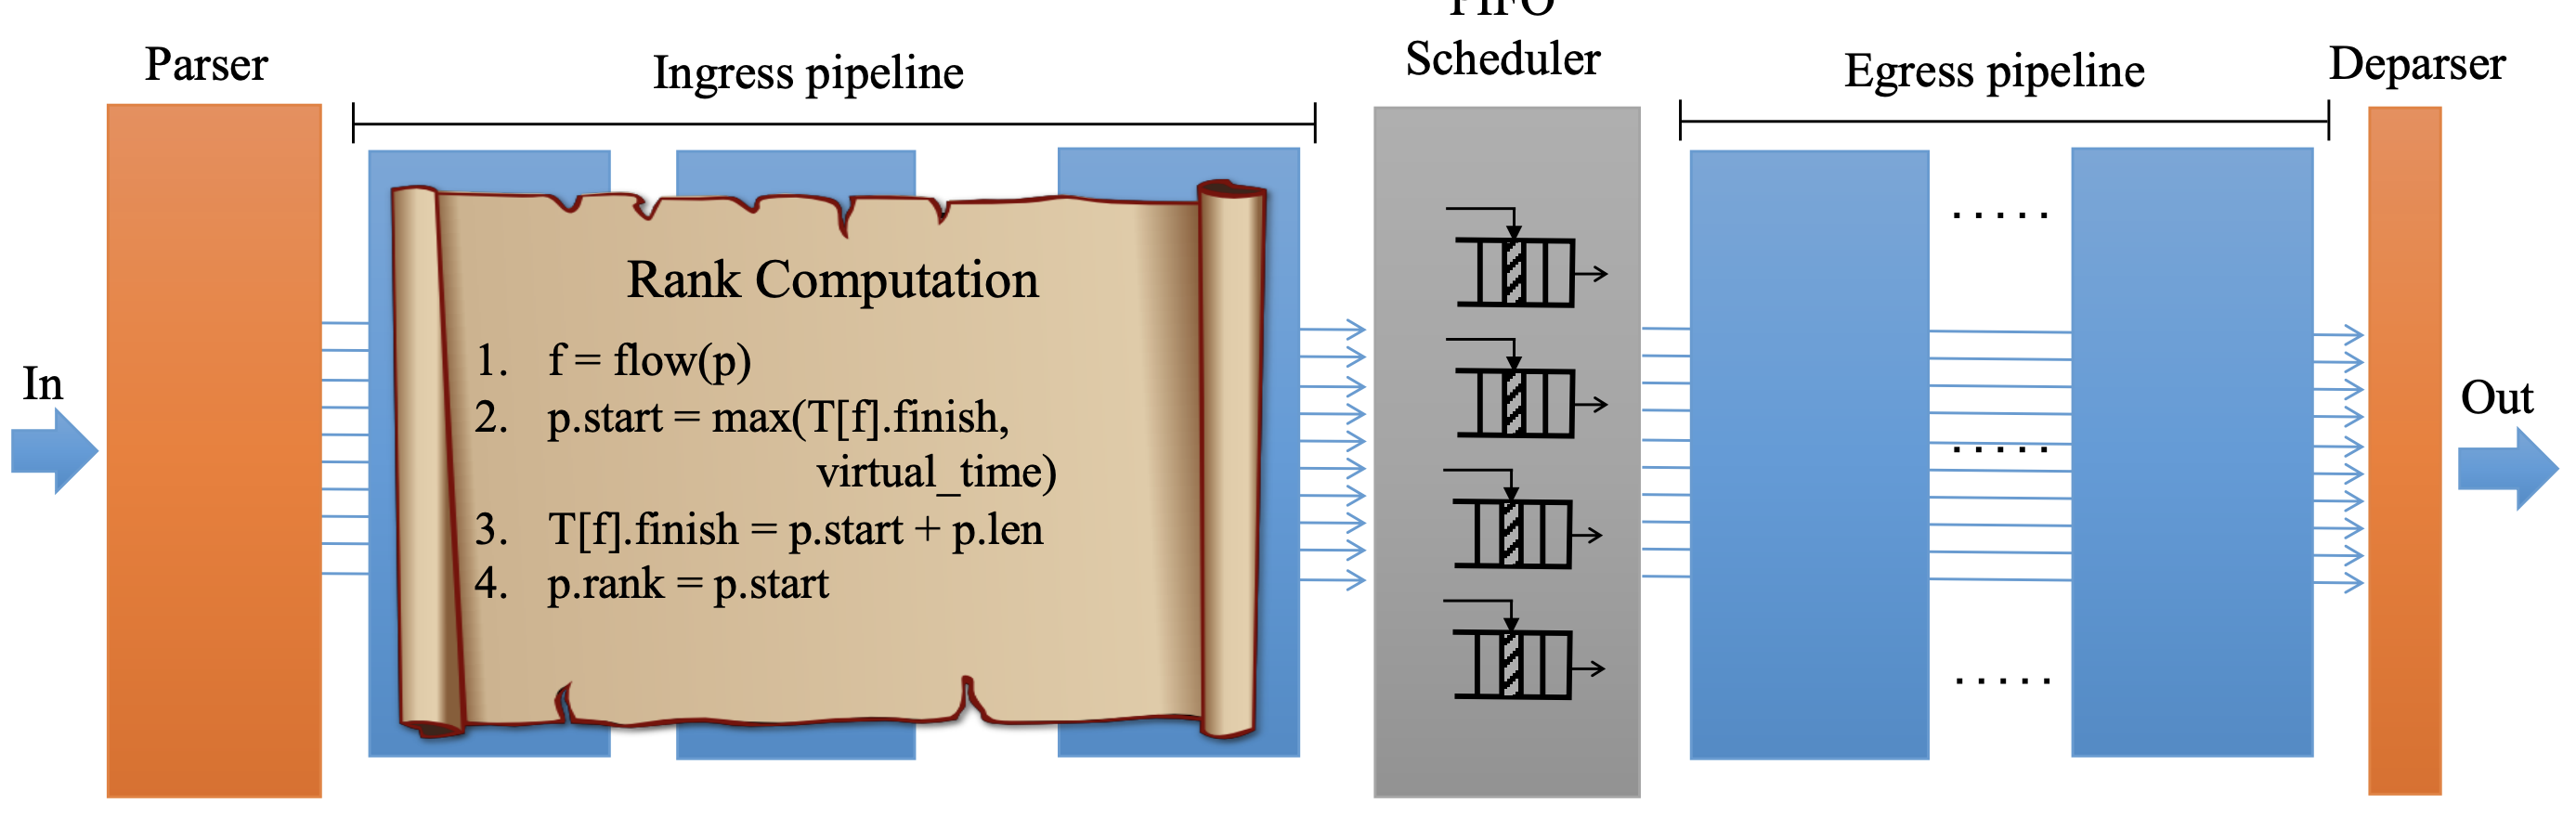 PIFO
Parser
Ingress pipeline
Scheduler
Egress pipeline
Deparser
Rank Computation
1. f = flow(p)
2. p.start = max(T[f].finish,
virtual_time)
3. T[f].finish = p.start + p.len
4. p.rank = p.start
In
Out